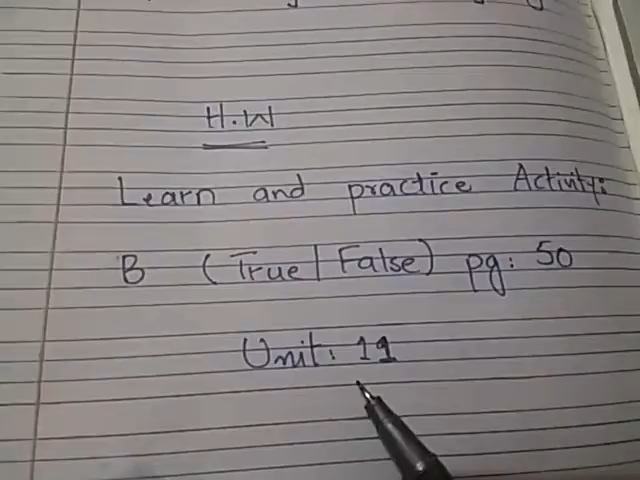 H.W
Learn and practice Activity:
B (True/False) pg: 50
Unit: 11